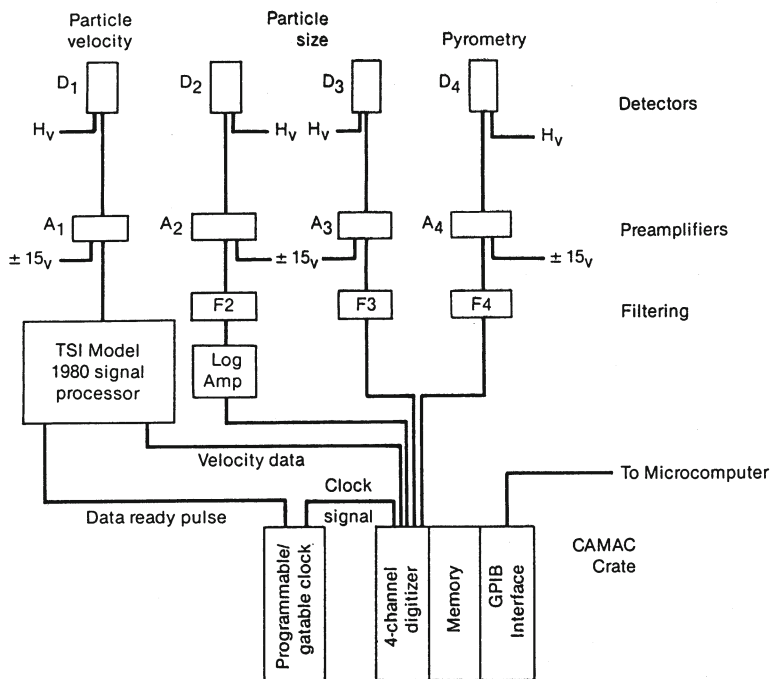 Particle
velocity
Particle
size
Pyrometry
D1
D2
D3
D4
Detectors
Hv
Hv
Hv
Hv
A1
A2
A3
A4
Preamplifiers
± 15v
± 15v
± 15v
F2
F3
F4
Filtering
TSI Model
1980 signal
processor
Log
Amp
Velocity data
To Microcomputer
Clock
signal
Data ready pulse
Programmable/
gatable clock
4-channel
digitizer
Memory
GPIB
Interface
CAMAC
Crate